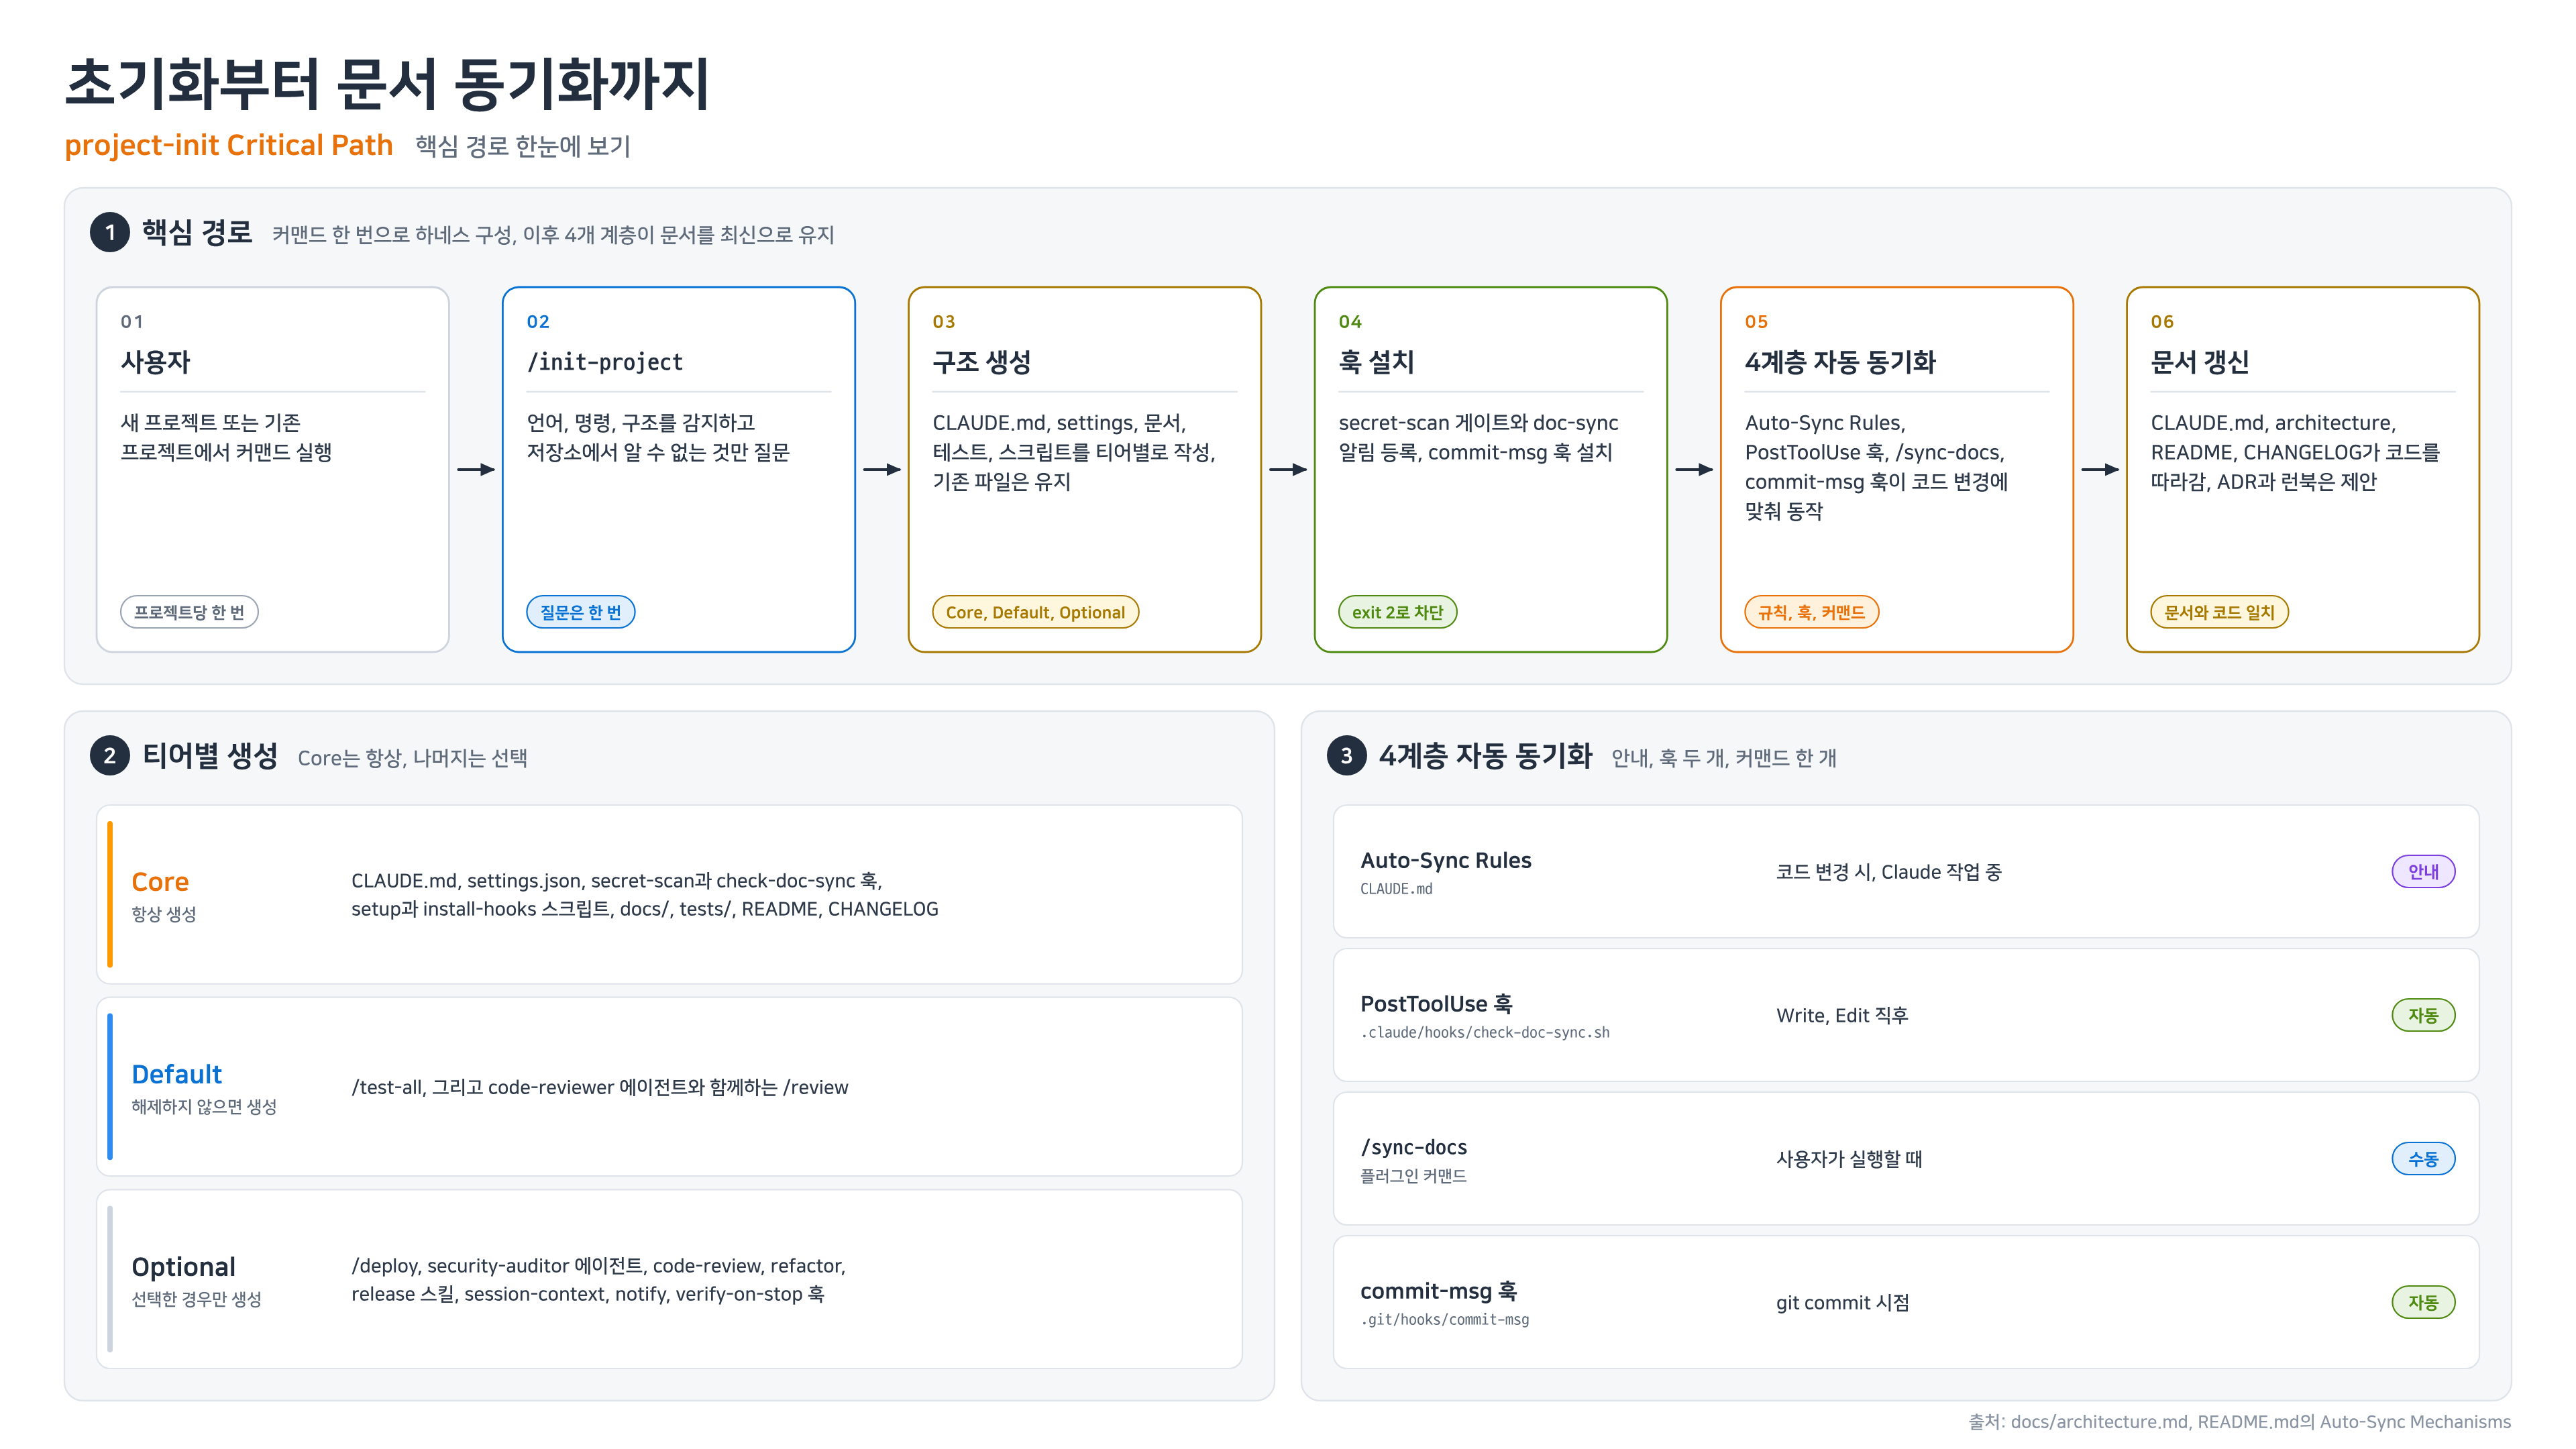 초기화부터 문서 동기화까지
project-init Critical Path 핵심 경로 한눈에 보기
1 핵심 경로 커맨드 한 번으로 하네스 구성, 이후 4개 계층이 문서를 최신으로 유지
01
사용자
새 프로젝트 또는 기존
프로젝트에서 커맨드 실행
프로젝트당 한 번
02
/init-project
언어, 명령, 구조를 감지하고
저장소에서 알 수 없는 것만 질문
질문은 한 번
03
구조 생성
CLAUDE.md, settings, 문서,
테스트, 스크립트를 티어별로 작성,
기존 파일은 유지
Core, Default, Optional
04
훅 설치
secret-scan 게이트와 doc-sync
알림 등록, commit-msg 훅 설치
exit 2로 차단
05
4계층 자동 동기화
Auto-Sync Rules,
PostToolUse 훅, /sync-docs,
commit-msg 훅이 코드 변경에
맞춰 동작
규칙, 훅, 커맨드
06
문서 갱신
CLAUDE.md, architecture,
README, CHANGELOG가 코드를
따라감, ADR과 런북은 제안
문서와 코드 일치
2 티어별 생성 Core는 항상, 나머지는 선택
Core
항상 생성
CLAUDE.md, settings.json, secret-scan과 check-doc-sync 훅,
setup과 install-hooks 스크립트, docs/, tests/, README, CHANGELOG
Default
해제하지 않으면 생성
/test-all, 그리고 code-reviewer 에이전트와 함께하는 /review
Optional
선택한 경우만 생성
/deploy, security-auditor 에이전트, code-review, refactor,
release 스킬, session-context, notify, verify-on-stop 훅
3 4계층 자동 동기화 안내, 훅 두 개, 커맨드 한 개
Auto-Sync Rules
CLAUDE.md
코드 변경 시, Claude 작업 중
안내
PostToolUse 훅
.claude/hooks/check-doc-sync.sh
Write, Edit 직후
자동
/sync-docs
플러그인 커맨드
사용자가 실행할 때
수동
commit-msg 훅
.git/hooks/commit-msg
git commit 시점
자동
출처: docs/architecture.md, README.md의 Auto-Sync Mechanisms